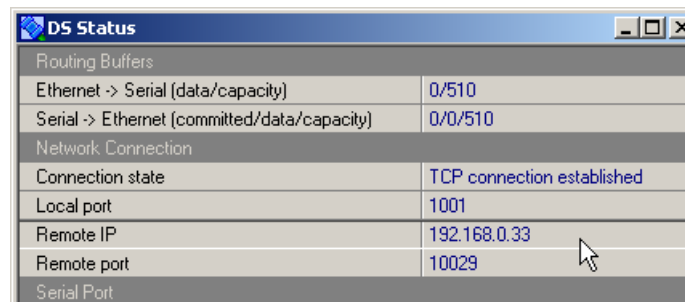 DS Status
Routing Buffers
Ethernet -> Serial (data/capacity) 0/510
Serial -> Ethernet (committed/data/capacity) 0/0/510
Network Connection
Connection state TCP connection established
Local port 1001
Remote IP 192.168.0.33
Remote port 10029
Serial Port